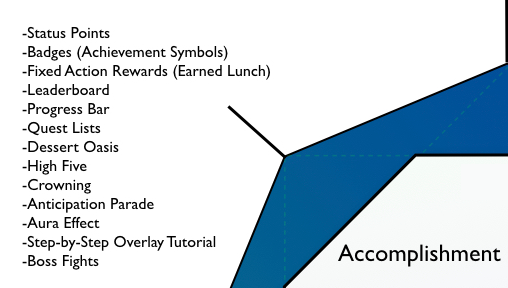 -Status Points
-Badges (Achievement Symbols)
-Fixed Action Rewards (Earned Lunch)
-Leaderboard
-Progress Bar
-Quest Lists
-Dessert Oasis
-High Five
-Crowning
-Anticipation Parade
-Aura Effect
-Step-by-Step Overlay Tutorial
-Boss Fights
Accomplishment